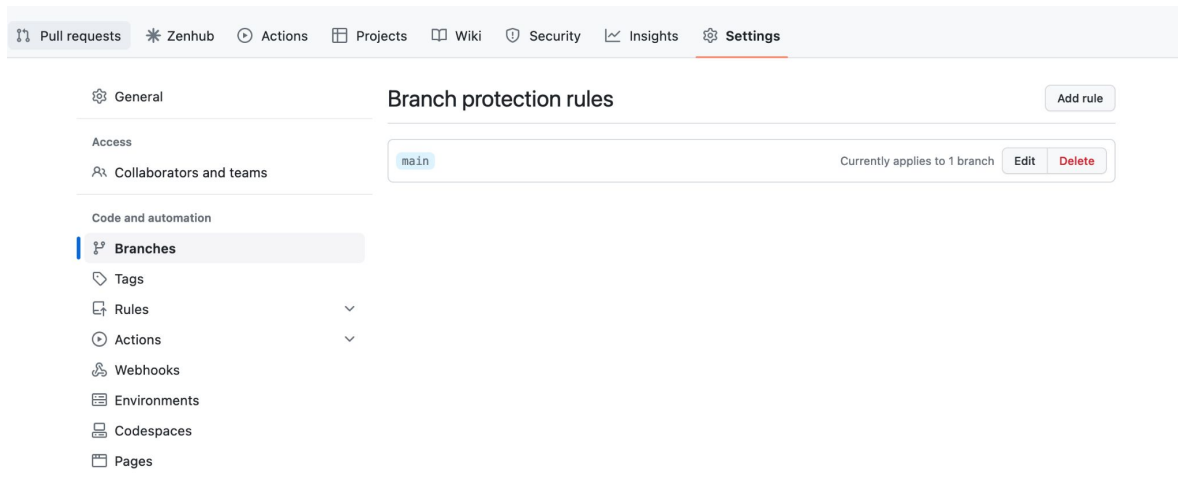 Pull requests Zenhub Actions Projects Wiki Security Insights Settings
General
Access
Collaborators and teams
Code and automation
Branches
Tags
Rules
Actions
Webhooks
Environments
Codespaces
Pages
Branch protection rules Add rule
main Currently applies to 1 branch Edit Delete